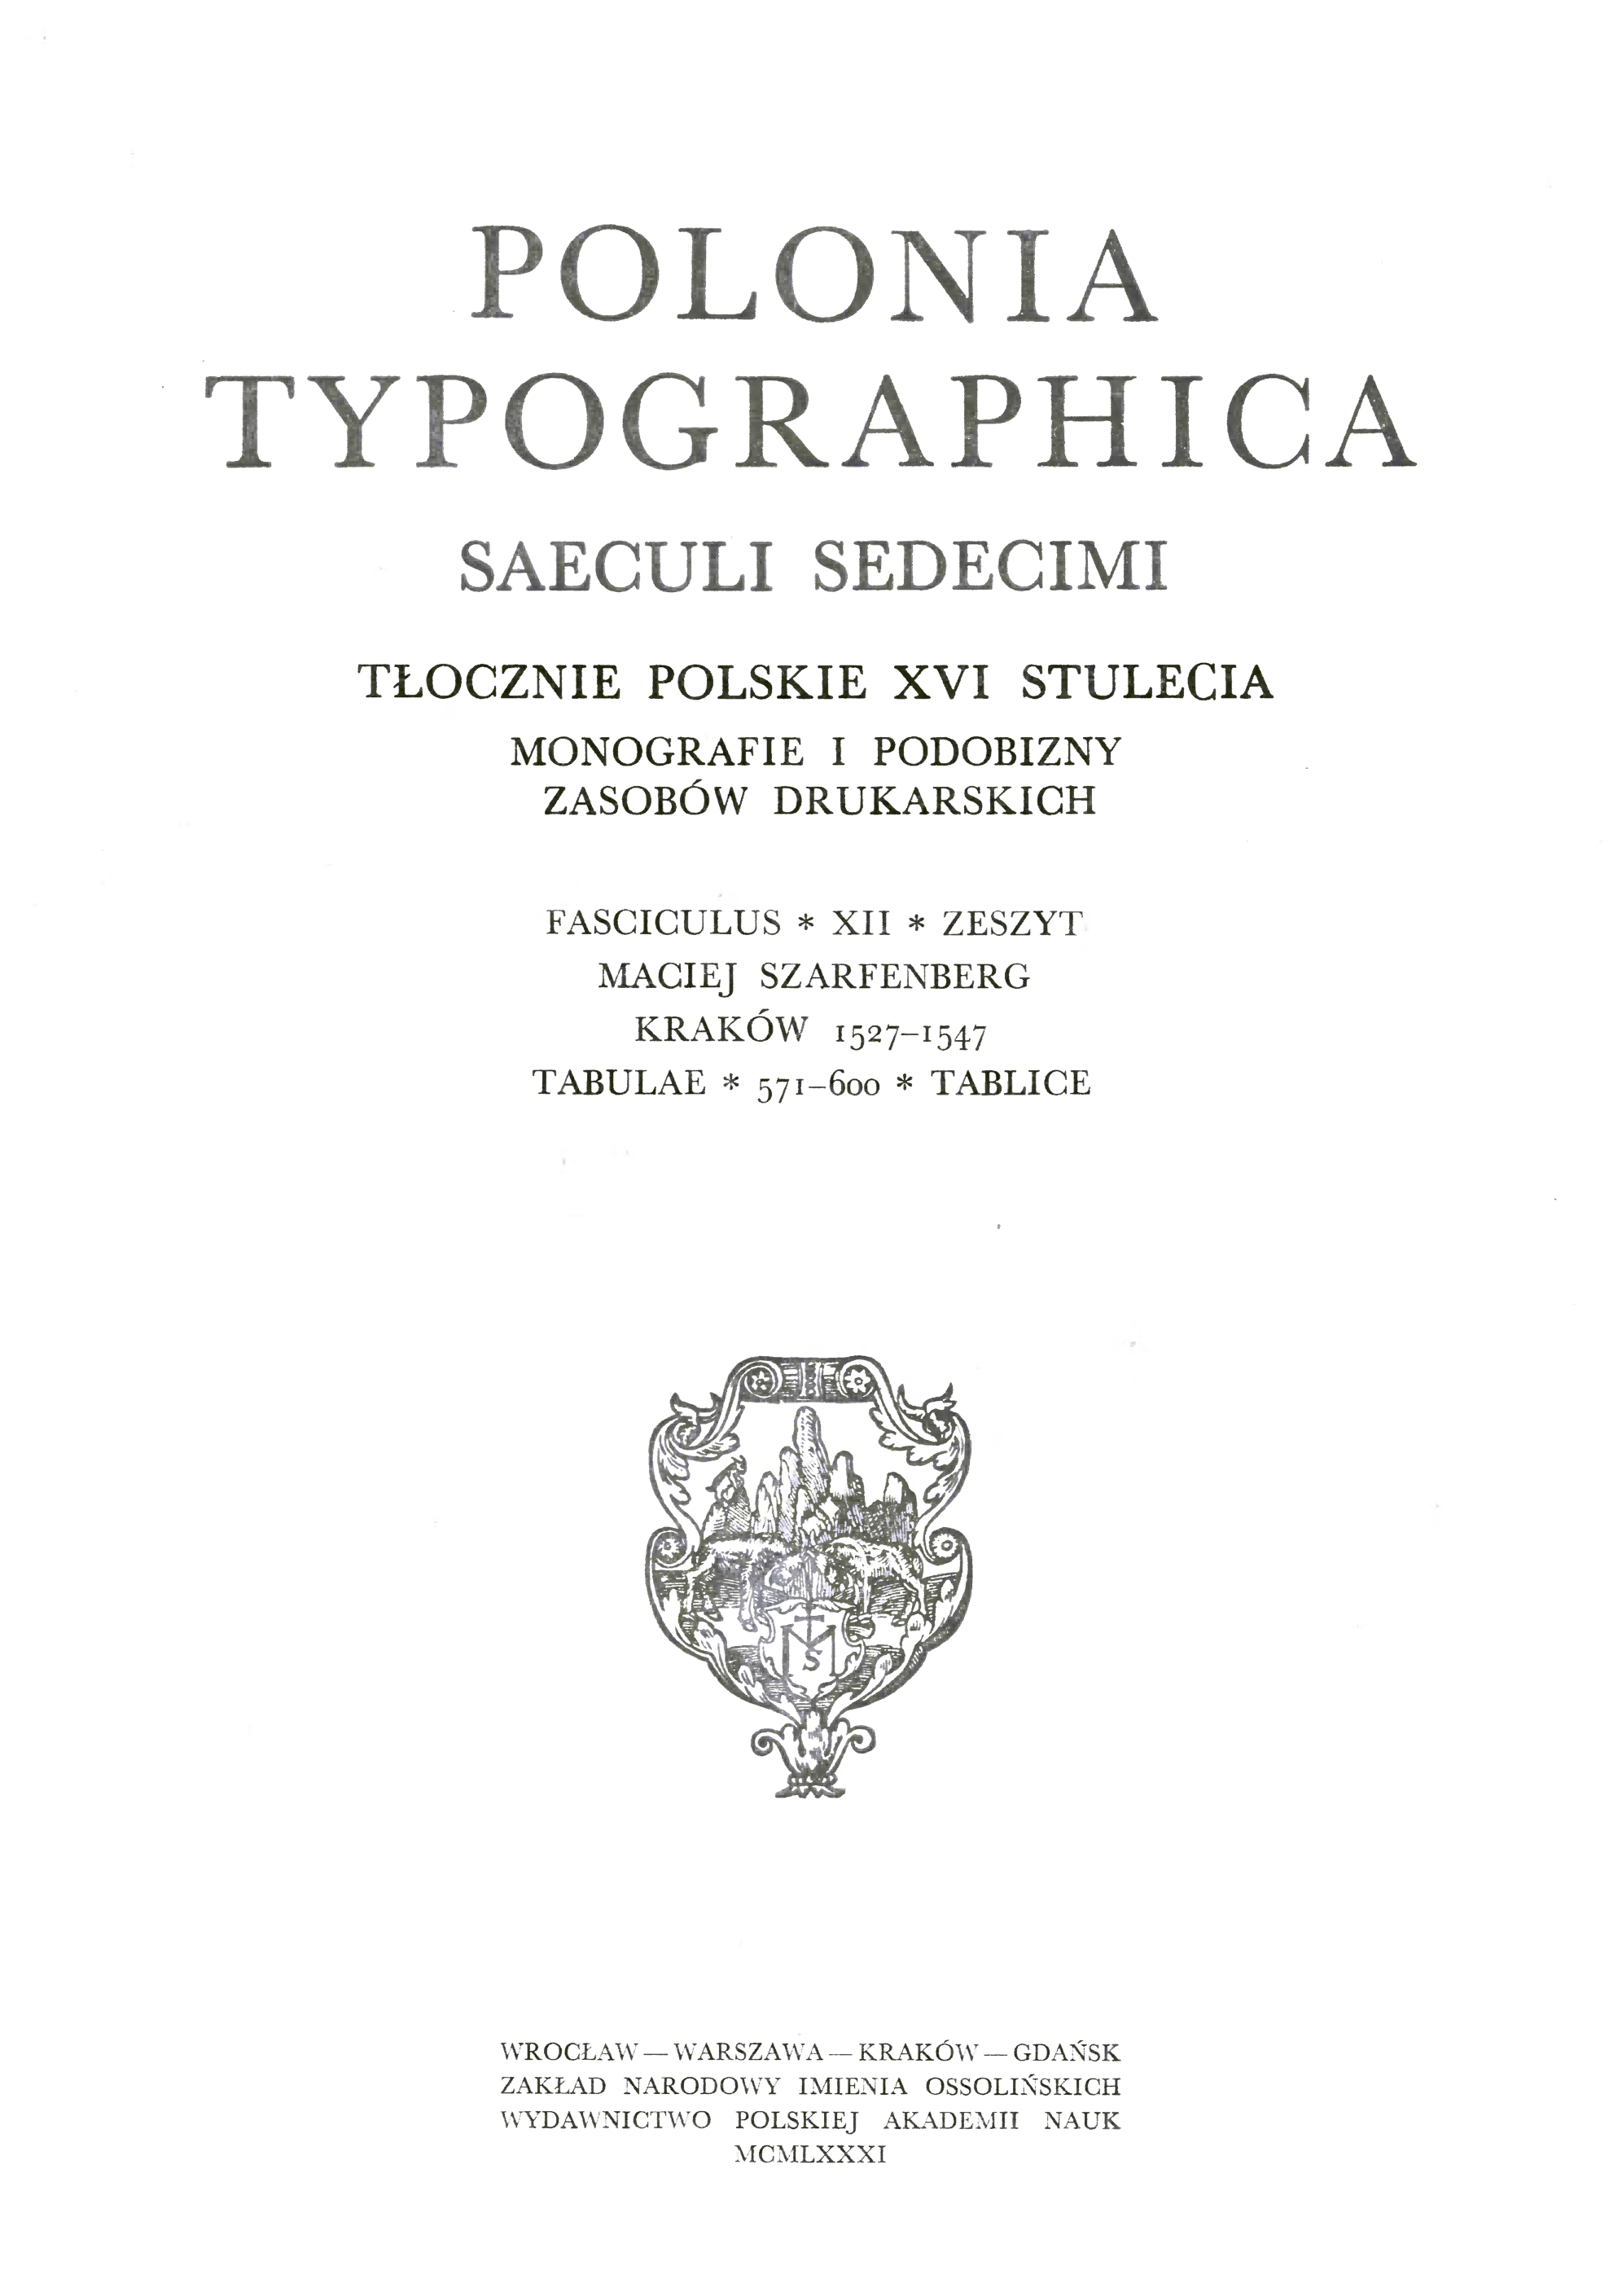 POLONIA
TYPOGRAPHICA
SAECULI SEDECIMI
TŁOCZNIE POLSKIE XVI STULECIA
MONOGRAFIE I PODOBIZNY
ZASOBÓW DRUKARSKICH
FASCICULUS * XII * ZESZYT
MACIEJ SZARFENBERG
KRAKÓW 1527–1547
TABULAE * 571–600 * TABLICE
MS
WROCŁAW — WARSZAWA — KRAKÓW — GDAŃSK
ZAKŁAD NARODOWY IMIENIA OSSOLIŃSKICH
WYDAWNICTWO POLSKIEJ AKADEMII NAUK
MCMLXXXI